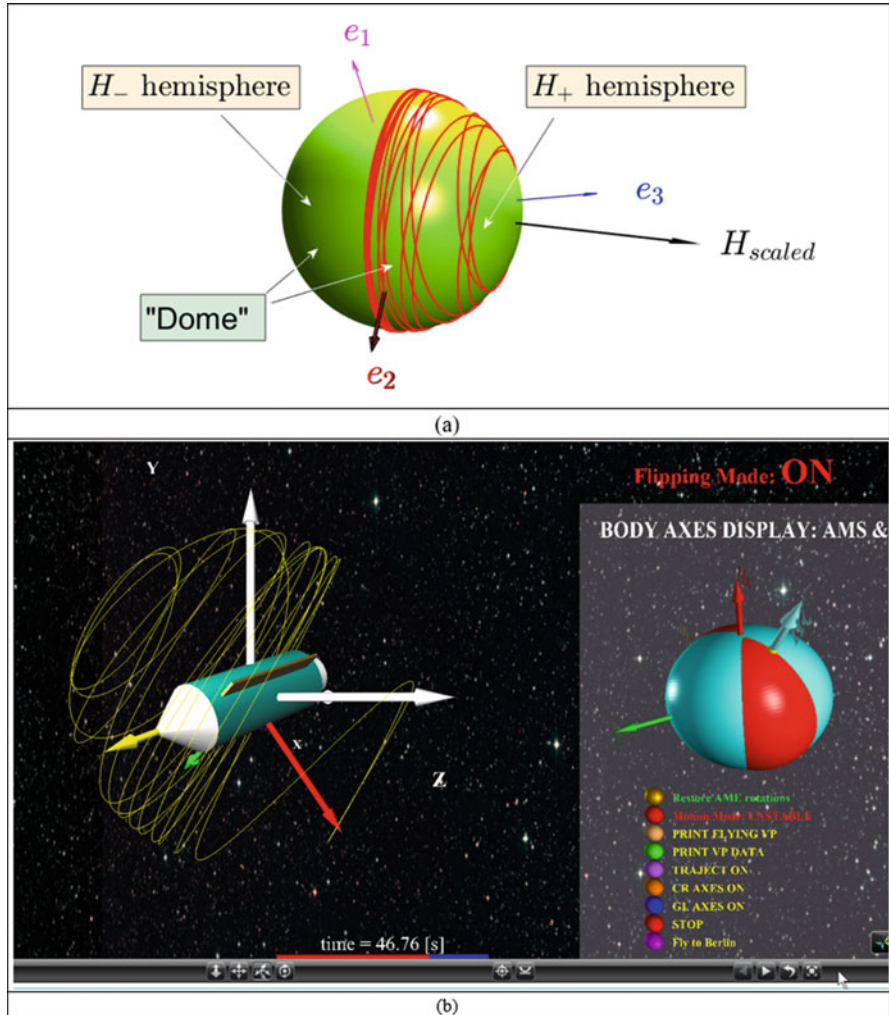 e₁
H₋ hemisphere
H₊ hemisphere
e₃
H_scaled
"Dome"
e₂
(a)
Y
Flipping Mode: ON
BODY AXES DISPLAY: AMS &
x
Z
Restore AME rotations
Motion Mode: UNSTABLE
PRINT FLYING VP
PRINT VP DATA
TRAJECT ON
CR AXES ON
GL AXES ON
STOP
Fly to Berlin
time = 46.76 [s]
(b)